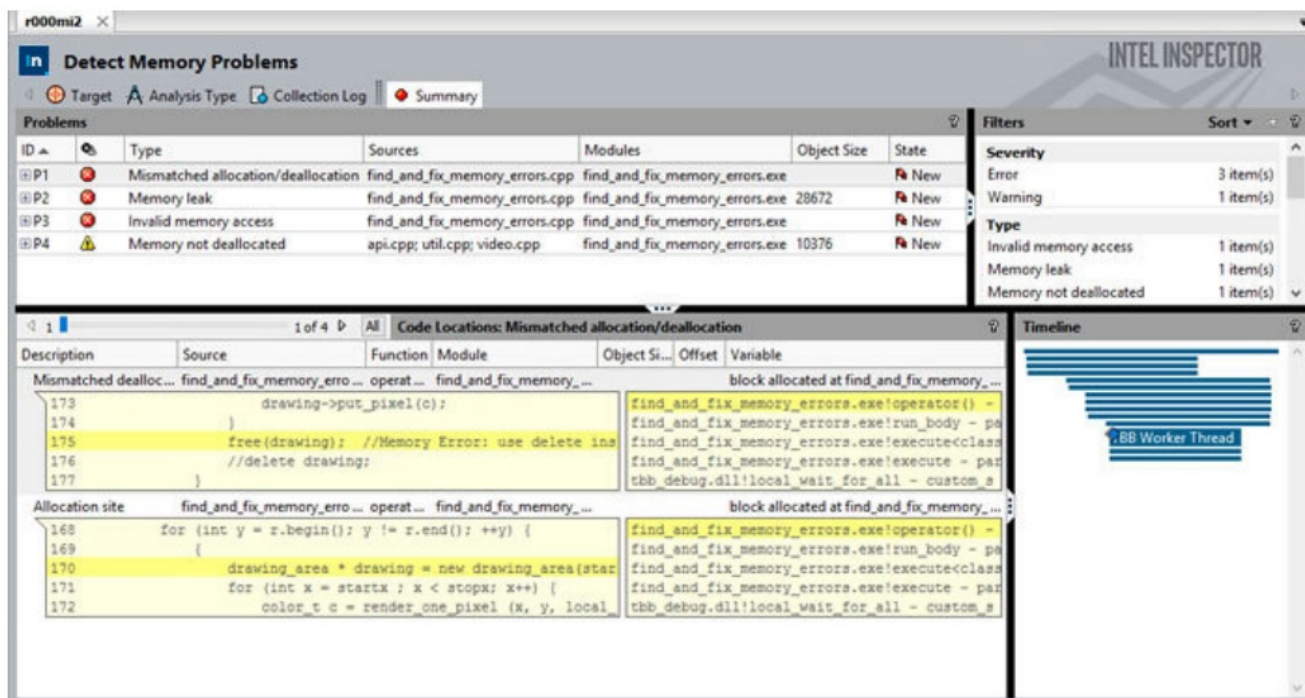 r000mi2
Detect Memory Problems
INTEL INSPECTOR
Target Analysis Type Collection Log Summary
Problems
ID Type Sources Modules Object Size State
P1 Mismatched allocation/deallocation find_and_fix_memory_errors.cpp find_and_fix_memory_errors.exe New
P2 Memory leak find_and_fix_memory_errors.cpp find_and_fix_memory_errors.exe 28672 New
P3 Invalid memory access find_and_fix_memory_errors.cpp find_and_fix_memory_errors.exe New
P4 Memory not deallocated api.cpp; util.cpp; video.cpp find_and_fix_memory_errors.exe 10376 New
Filters Sort
Severity
Error 3 item(s)
Warning 1 item(s)
Type
Invalid memory access 1 item(s)
Memory leak 1 item(s)
Memory not deallocated 1 item(s)
1 1 of 4 All Code Locations: Mismatched allocation/deallocation
Description Source Function Module Object Si... Offset Variable
Mismatched dealloc... find_and_fix_memory_erro... operat... find_and_fix_memory_... block allocated at find_and_fix_memory_...
173 drawing->put_pixel(c);
174 }
175 free(drawing); //Memory Error: use delete ins
176 //delete drawing;
177 }
find_and_fix_memory_errors.exe!operator() -
find_and_fix_memory_errors.exe!run_body - pa
find_and_fix_memory_errors.exe!execute<class
find_and_fix_memory_errors.exe!execute - par
tbb_debug.dll!local_wait_for_all - custom_s
Allocation site find_and_fix_memory_erro... operat... find_and_fix_memory_... block allocated at find_and_fix_memory_...
168 for (int y = r.begin(); y != r.end(); ++y) {
169 {
170 drawing_area * drawing = new drawing_area(star
171 for (int x = startx ; x < stopx; x++) {
172 color_t c = render_one_pixel (x, y, local_
find_and_fix_memory_errors.exe!operator() -
find_and_fix_memory_errors.exe!run_body - pa
find_and_fix_memory_errors.exe!execute<class
find_and_fix_memory_errors.exe!execute - par
tbb_debug.dll!local_wait_for_all - custom_s
Timeline
BB Worker Thread